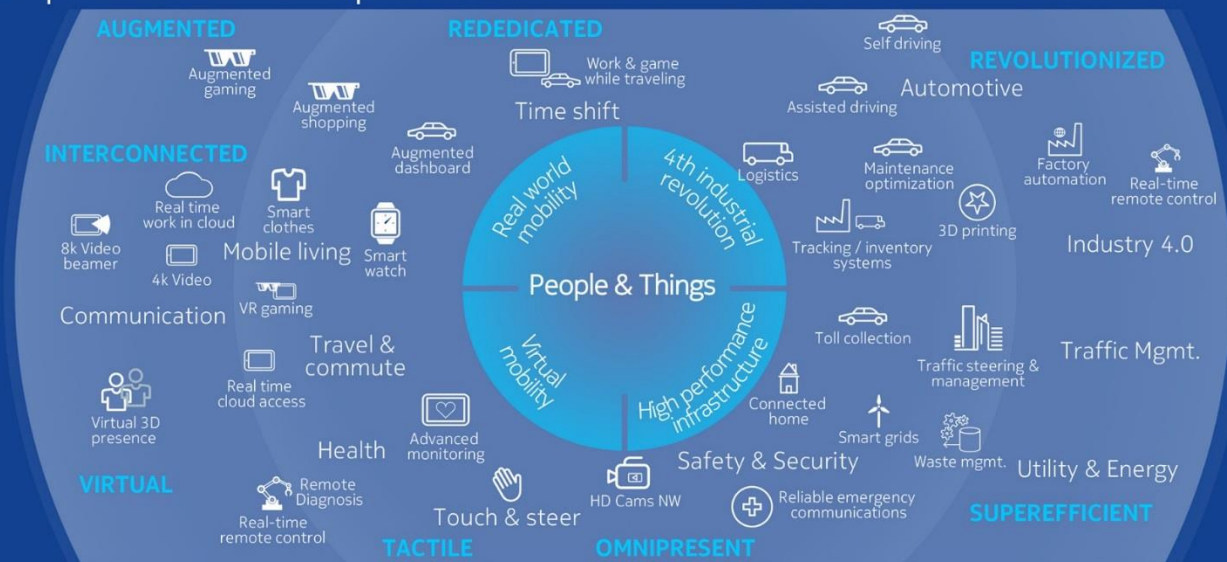 AUGMENTED
Augmented
gaming
Augmented
shopping
REDEDICATED
Work & game
while traveling
Time shift
Augmented
dashboard
INTERCONNECTED
Real time
work in cloud
Smart
clothes
8k Video
beamer
4k Video
Mobile living
Smart
watch
VR gaming
Communication
Travel &
commute
Real time
cloud access
Virtual 3D
presence
Health
Advanced
monitoring
VIRTUAL
Remote
Diagnosis
Real-time
remote control
Touch & steer
TACTILE
Real world
mobility
4th industrial
revolution
People & Things
Virtual
mobility
High performance
infrastructure
Self driving
REVOLUTIONIZED
Automotive
Assisted driving
Logistics
Maintenance
optimization
Factory
automation
Real-time
remote control
3D printing
Tracking / inventory
systems
Industry 4.0
Toll collection
Traffic steering &
management
Traffic Mgmt.
Connected
home
Smart grids
Waste mgmt.
Utility & Energy
Safety & Security
HD Cams NW
Reliable emergency
communications
SUPEREFFICIENT
OMNIPRESENT